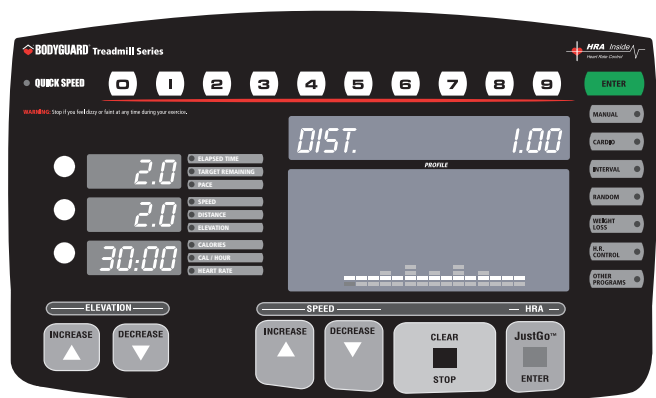 BODYGUARD® Treadmill Series
HRA Inside
Heart Rate Control
QUICK SPEED 0 1 2 3 4 5 6 7 8 9 ENTER
WARNING: Stop if you feel dizzy or faint at any time during your exercise.
MANUAL
CARDIO
INTERVAL
RANDOM
WEIGHT
LOSS
H.R.
CONTROL
OTHER
PROGRAMS
DIST. 1.00
PROFILE
2.0
ELAPSED TIME
TARGET REMAINING
PACE
2.0
SPEED
DISTANCE
ELEVATION
30:00
CALORIES
CAL / HOUR
HEART RATE
ELEVATION
INCREASE DECREASE
SPEED
INCREASE DECREASE
CLEAR
STOP
HRA
JustGo™
ENTER